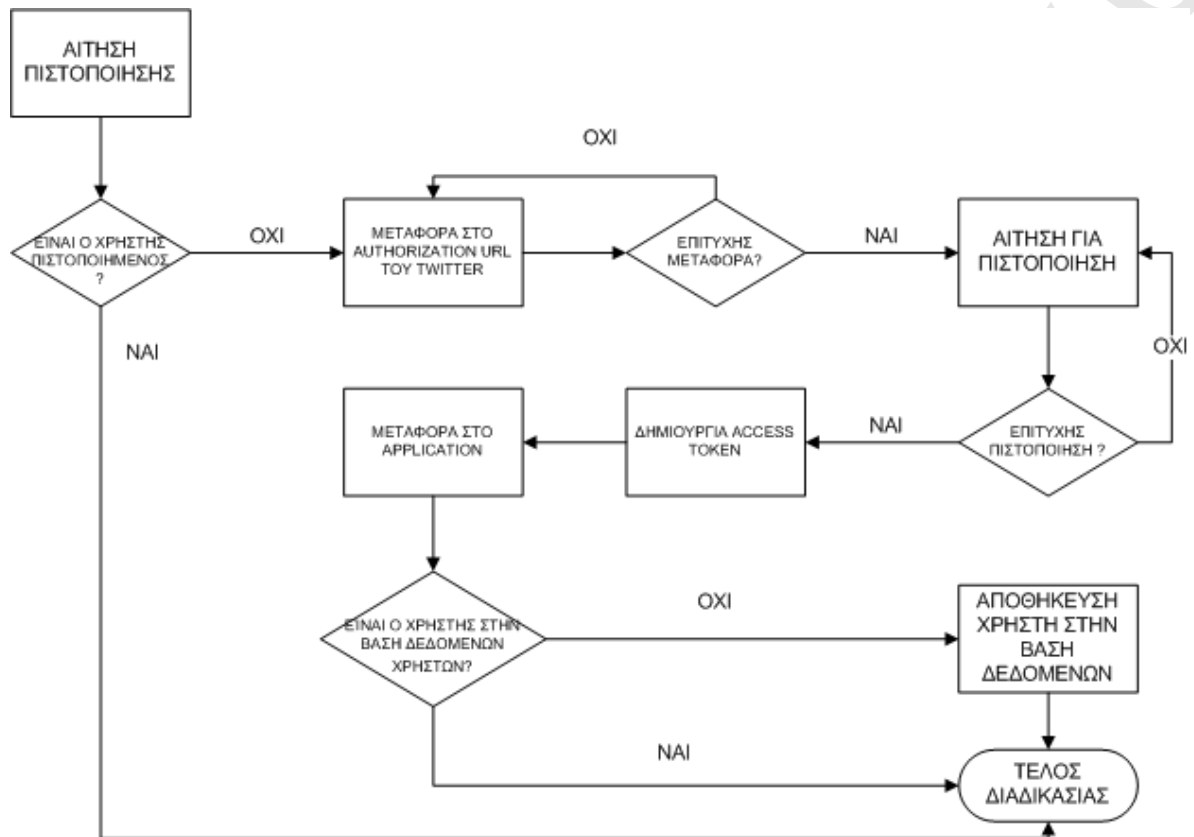 ΑΙΤΗΣΗ
ΠΙΣΤΟΠΟΙΗΣΗΣ
ΟΧΙ
ΕΙΝΑΙ Ο ΧΡΗΣΤΗΣ
ΠΙΣΤΟΠΟΙΗΜΕΝΟΣ
?
ΟΧΙ
ΜΕΤΑΦΟΡΑ ΣΤΟ
AUTHORIZATION URL
ΤΟΥ TWITTER
ΕΠΙΤΥΧΗΣ
ΜΕΤΑΦΟΡΑ?
ΝΑΙ
ΑΙΤΗΣΗ ΓΙΑ
ΠΙΣΤΟΠΟΙΗΣΗ
ΝΑΙ
ΟΧΙ
ΜΕΤΑΦΟΡΑ ΣΤΟ
APPLICATION
ΔΗΜΙΟΥΡΓΙΑ ACCESS
TOKEN
ΝΑΙ
ΕΠΙΤΥΧΗΣ
ΠΙΣΤΟΠΟΙΗΣΗ ?
ΕΙΝΑΙ Ο ΧΡΗΣΤΗΣ ΣΤΗΝ
ΒΑΣΗ ΔΕΔΟΜΕΝΩΝ
ΧΡΗΣΤΩΝ?
ΟΧΙ
ΑΠΟΘΗΚΕΥΣΗ
ΧΡΗΣΤΗ ΣΤΗΝ
ΒΑΣΗ
ΔΕΔΟΜΕΝΩΝ
ΝΑΙ
ΤΕΛΟΣ
ΔΙΑΔΙΚΑΣΙΑΣ